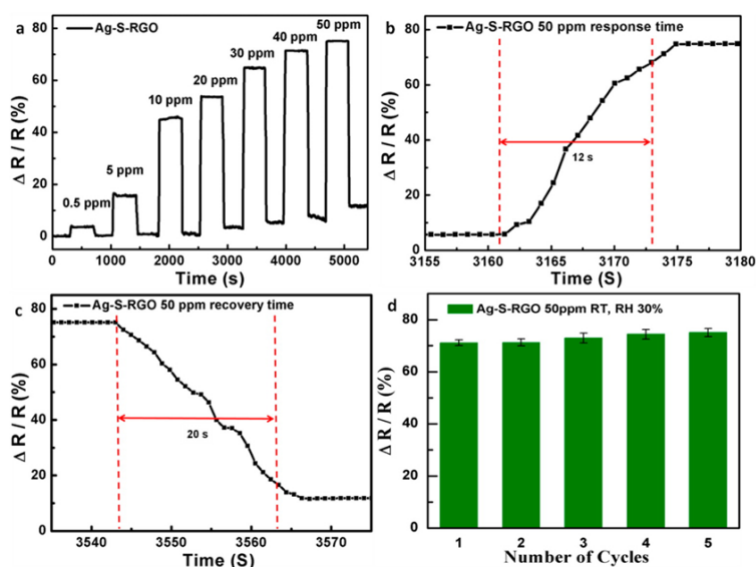 a
Ag-S-RGO
0.5 ppm
5 ppm
10 ppm
20 ppm
30 ppm
40 ppm
50 ppm
80
60
40
20
0
Δ R / R (%)
0 1000 2000 3000 4000 5000
Time (s)
b
Ag-S-RGO 50 ppm response time
12 s
80
70
60
50
40
30
20
10
0
Δ R / R (%)
3155 3160 3165 3170 3175 3180
Time (S)
c
Ag-S-RGO 50 ppm recovery time
20 s
80
60
40
20
0
Δ R / R (%)
3540 3550 3560 3570
Time (S)
d
Ag-S-RGO 50ppm RT, RH 30%
80
60
40
20
0
Δ R / R (%)
1 2 3 4 5
Number of Cycles